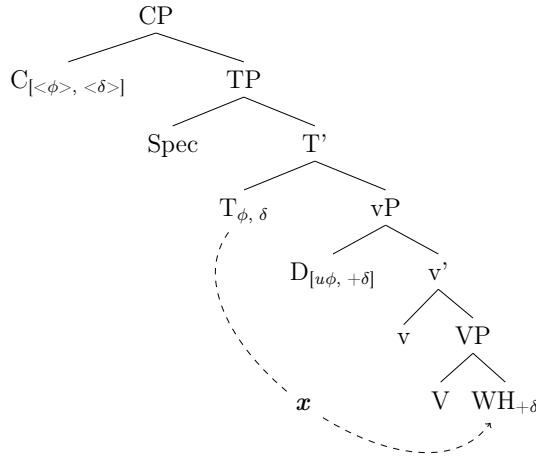 CP
C[<ϕ>, <δ>] TP
Spec T'
Tϕ, δ vP
D[uϕ, +δ] v'
v VP
x V WH+δ